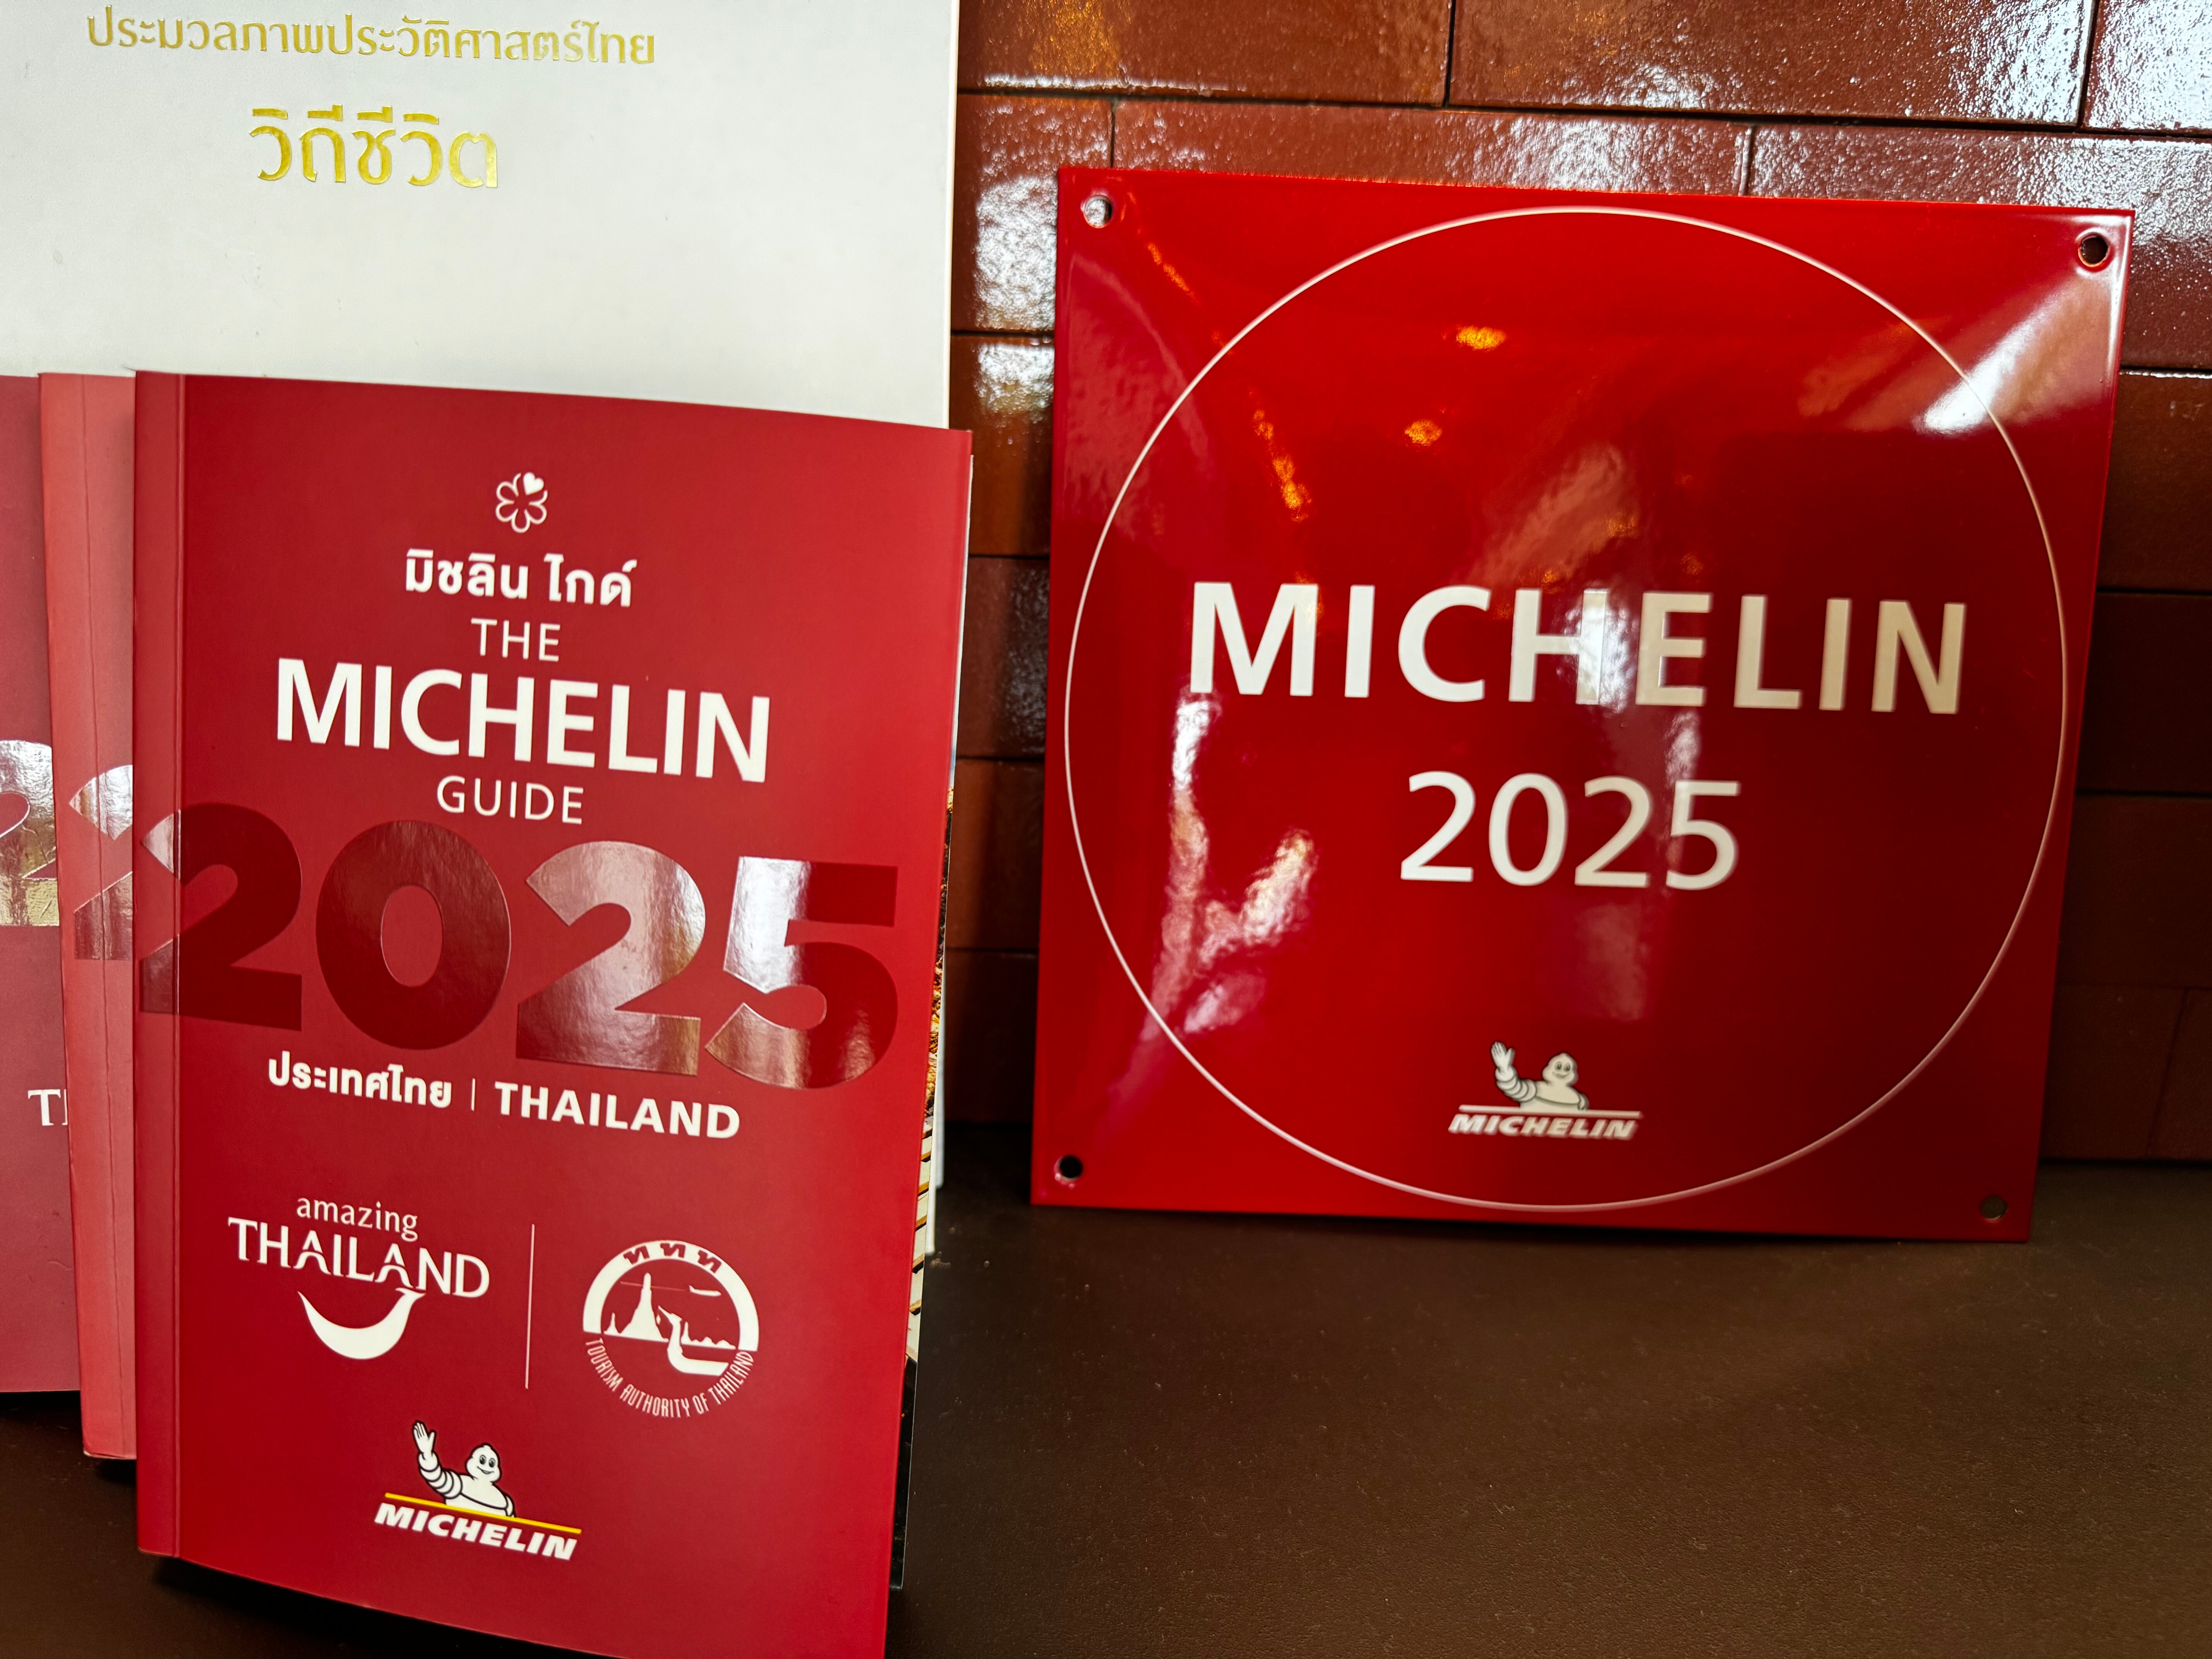 ประมวลภาพประวัติศาสตร์ไทย
วิถีชีวิต
มิชลิน ไกด์
THE
MICHELIN
GUIDE
2025
ประเทศไทย | THAILAND
amazing
THAILAND
ททท
TOURISM AUTHORITY OF THAILAND
MICHELIN
2
2
MICHELIN
2025
MICHELIN